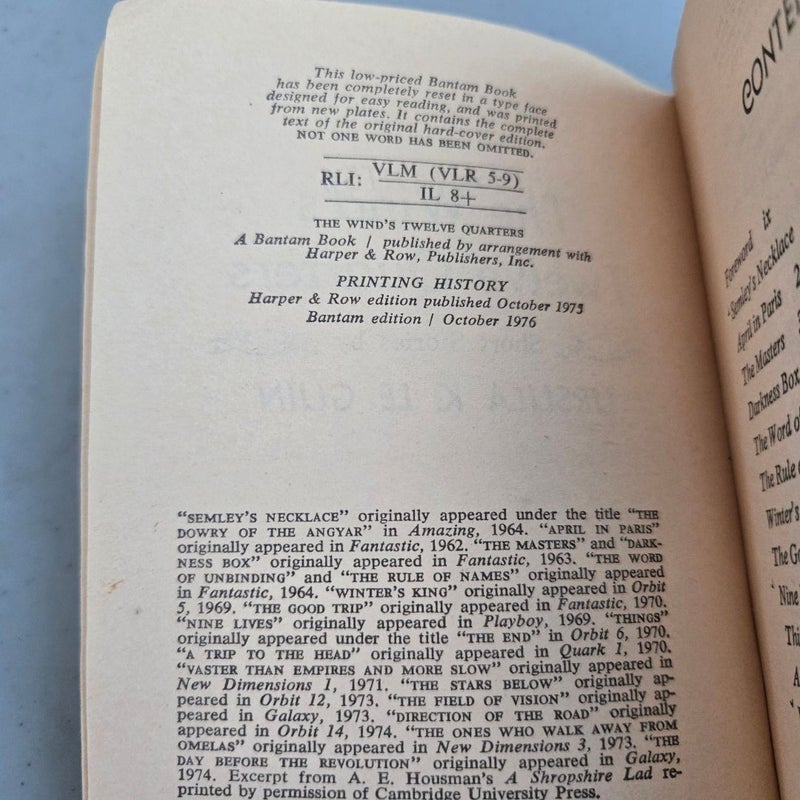 This low-priced Bantam Book
has been completely reset in a type face
designed for easy reading, and was printed
from new plates. It contains the complete
text of the original hard-cover edition.
NOT ONE WORD HAS BEEN OMITTED.
RLI: VLM (VLR 5-9)
IL 8+
THE WIND'S TWELVE QUARTERS
A Bantam Book / published by arrangement with
Harper & Row, Publishers, Inc.
PRINTING HISTORY
Harper & Row edition published October 1975
Bantam edition / October 1976
"SEMLEY'S NECKLACE" originally appeared under the title "THE
DOWRY OF THE ANGYAR" in Amazing, 1964. "APRIL IN PARIS"
originally appeared in Fantastic, 1962. "THE MASTERS" and "DARK-
NESS BOX" originally appeared in Fantastic, 1963. "THE WORD
OF UNBINDING" and "THE RULE OF NAMES" originally appeared
in Fantastic, 1964. "WINTER'S KING" originally appeared in Orbit
5, 1969. "THE GOOD TRIP" originally appeared in Fantastic, 1970.
"NINE LIVES" originally appeared in Playboy, 1969. "THINGS"
originally appeared under the title "THE END" in Orbit 6, 1970.
"A TRIP TO THE HEAD" originally appeared in Quark 1, 1970.
"VASTER THAN EMPIRES AND MORE SLOW" originally appeared in
New Dimensions 1, 1971. "THE STARS BELOW" originally ap-
peared in Orbit 12, 1973. "THE FIELD OF VISION" originally ap-
peared in Galaxy, 1973. "DIRECTION OF THE ROAD" originally
appeared in Orbit 14, 1974. "THE ONES WHO WALK AWAY FROM
OMELAS" originally appeared in New Dimensions 3, 1973. "THE
DAY BEFORE THE REVOLUTION" originally appeared in Galaxy,
1974. Excerpt from A. E. Housman's A Shropshire Lad re-
printed by permission of Cambridge University Press.
CONTE
Foreword ix
Semley's Necklace
April in Paris
The Masters
Darkness Box
The Word o
The Rule
Winter's
The Go
Nine
Thi
A